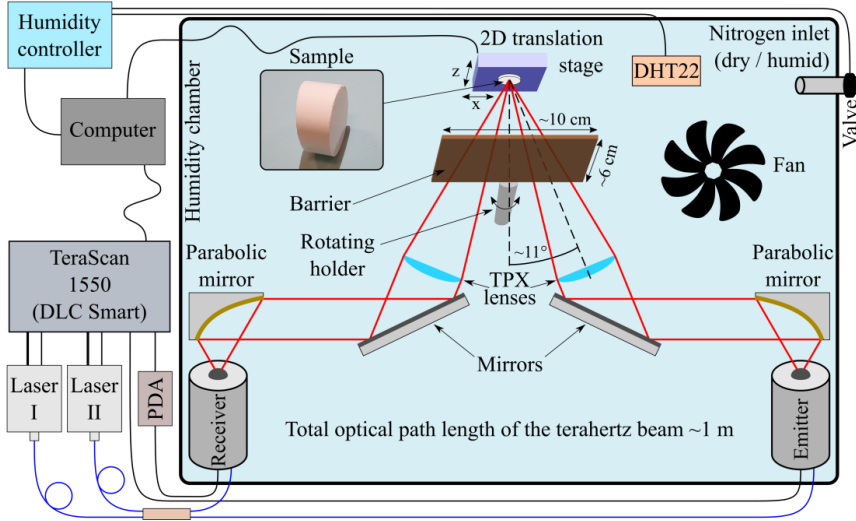 Humidity
controller
Computer
TeraScan
1550
(DLC Smart)
Laser
I
Laser
II
PDA
Humidity chamber
Sample
2D translation
stage
z
x
DHT22
Nitrogen inlet
(dry / humid)
Valve
~10 cm
~6 cm
Fan
Barrier
Rotating
holder
~11°
TPX
lenses
Parabolic
mirror
Parabolic
mirror
Mirrors
Receiver
Emitter
Total optical path length of the terahertz beam ~1 m